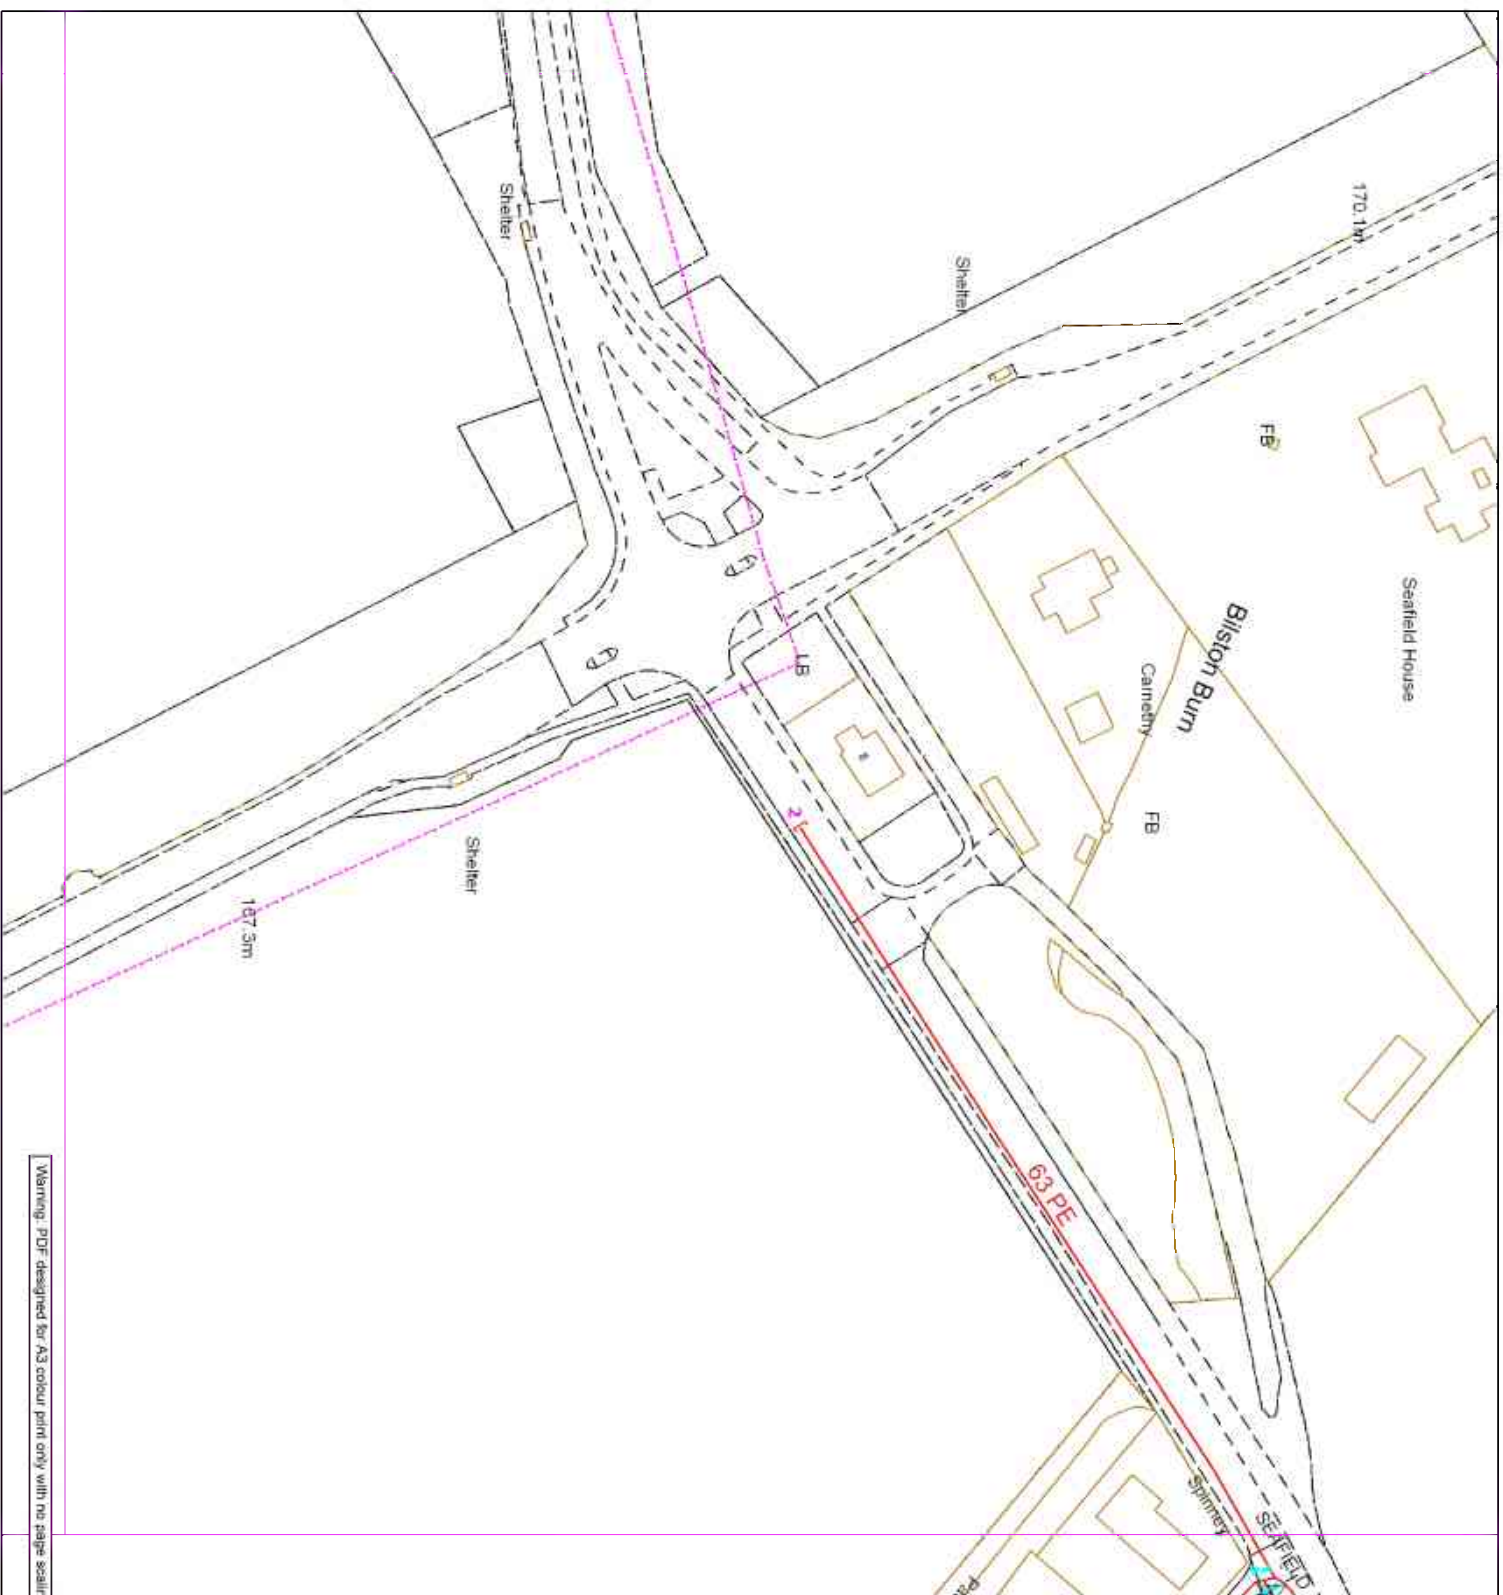 Shelter
Shelter
170.1m
FB
Seafield House
Bilston Burn
Carnethy
LB
FB
2
Shelter
167.3m
63 PE
Spinney
SEAFIELD
Warning: PDF designed for A3 colour print only with no page